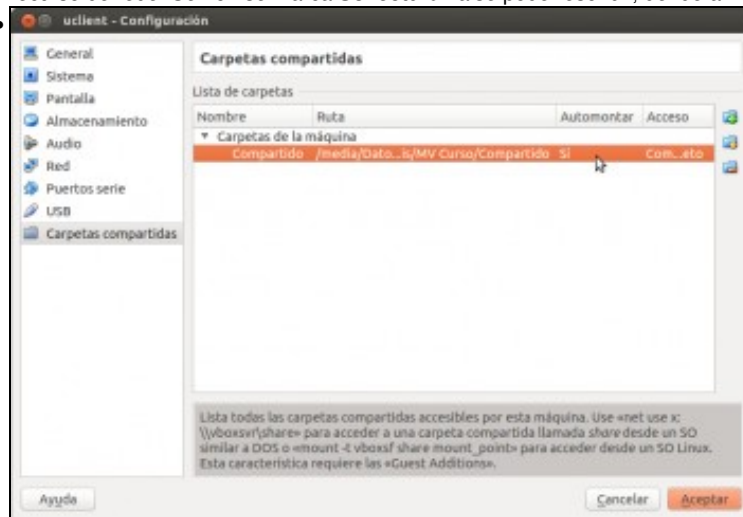 uclient - Configuración
General
Sistema
Pantalla
Almacenamiento
Audio
Red
Puertos serie
USB
Carpetas compartidas
Carpetas compartidas
Lista de carpetas
Nombre Ruta Automontar Acceso
Carpetas de la máquina
Compartido /media/Dato...is/MV Curso/Compartido Sí Com...eto
Lista todas las carpetas compartidas accesibles por esta máquina. Use «net use x:
\\vboxsvr\share» para acceder a una carpeta compartida llamada share desde un SO
similar a DOS o «mount -t vboxsf share mount_point» para acceder desde un SO Linux.
Esta característica requiere las «Guest Additions».
Ayuda Cancelar Aceptar